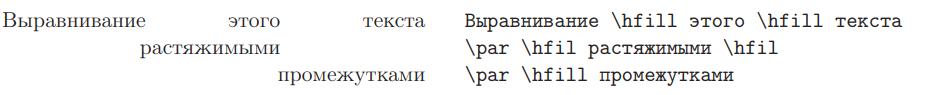 Выравнивание этого текста
растяжимыми
промежутками
Выравнивание \hfill этого \hfill текста
\par \hfil растяжимыми \hfil
\par \hfill промежутками